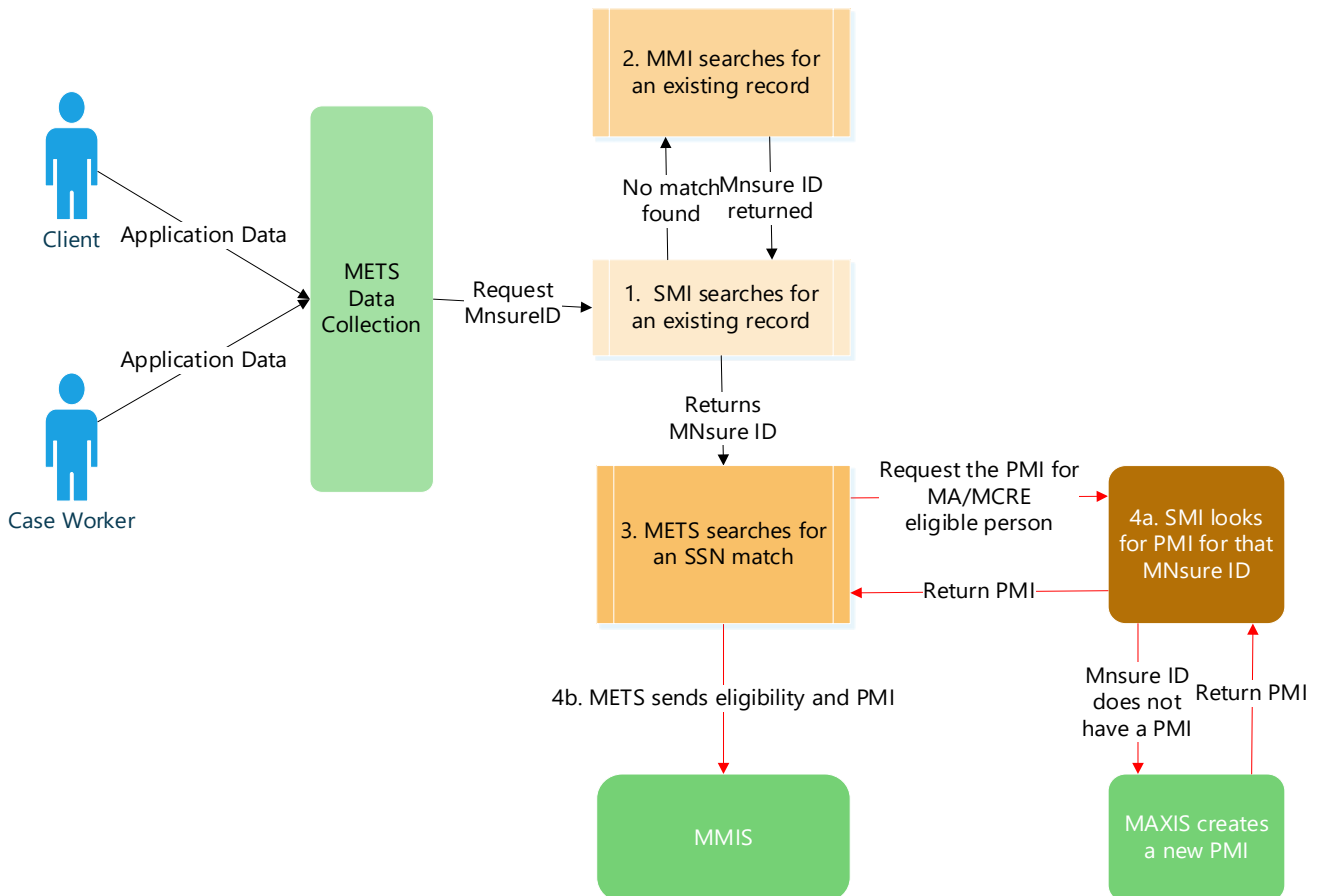 2. MMI searches for
an existing record
No match
found
Mnsure ID
returned
Client
Application Data
METS
Data
Collection
Request
MnsureID
1.  SMI searches for
an existing record
Application Data
Case Worker
Returns
MNsure ID
3. METS searches for
an SSN match
Request the PMI for
MA/MCRE
eligible person
4a. SMI looks
for PMI for that
MNsure ID
Return PMI
4b. METS sends eligibility and PMI
Mnsure ID
does not
have a PMI
Return PMI
MMIS
MAXIS creates
a new PMI